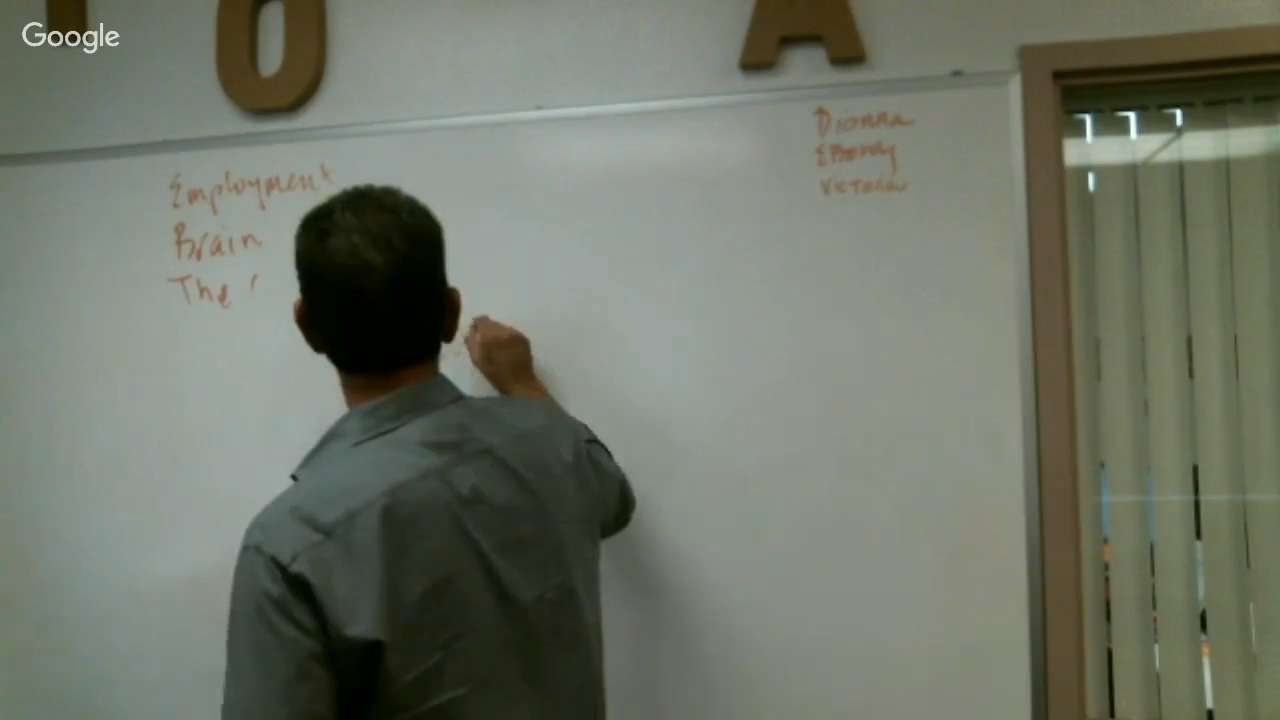 Google
O A
Employment
Brain
The
Dionna
Ebony
Victoria